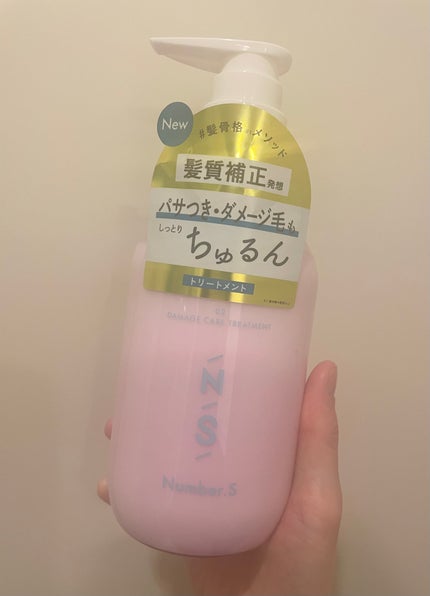 New
#髪骨格メソッド
髪質補正発想
パサつき・ダメージ毛も
しっとり
ちゅるん
トリートメント
DAMAGE CARE TREATMENT
N
S
Number.S